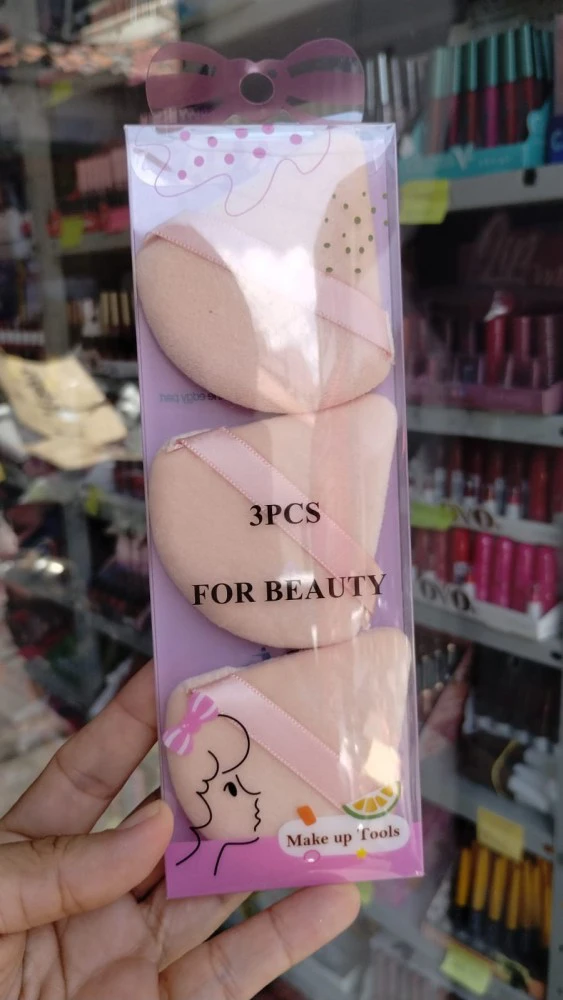 3PCS
FOR BEAUTY
Make up Tools